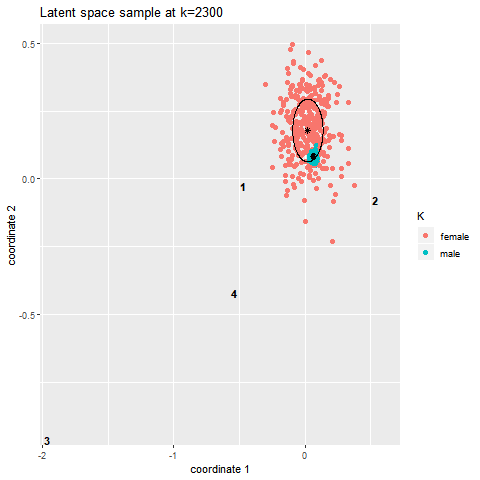 Latent space sample at k=2300
0.5
0.0
-0.5
coordinate 2
1
2
4
3
-2
-1
0
coordinate 1
K
female
male